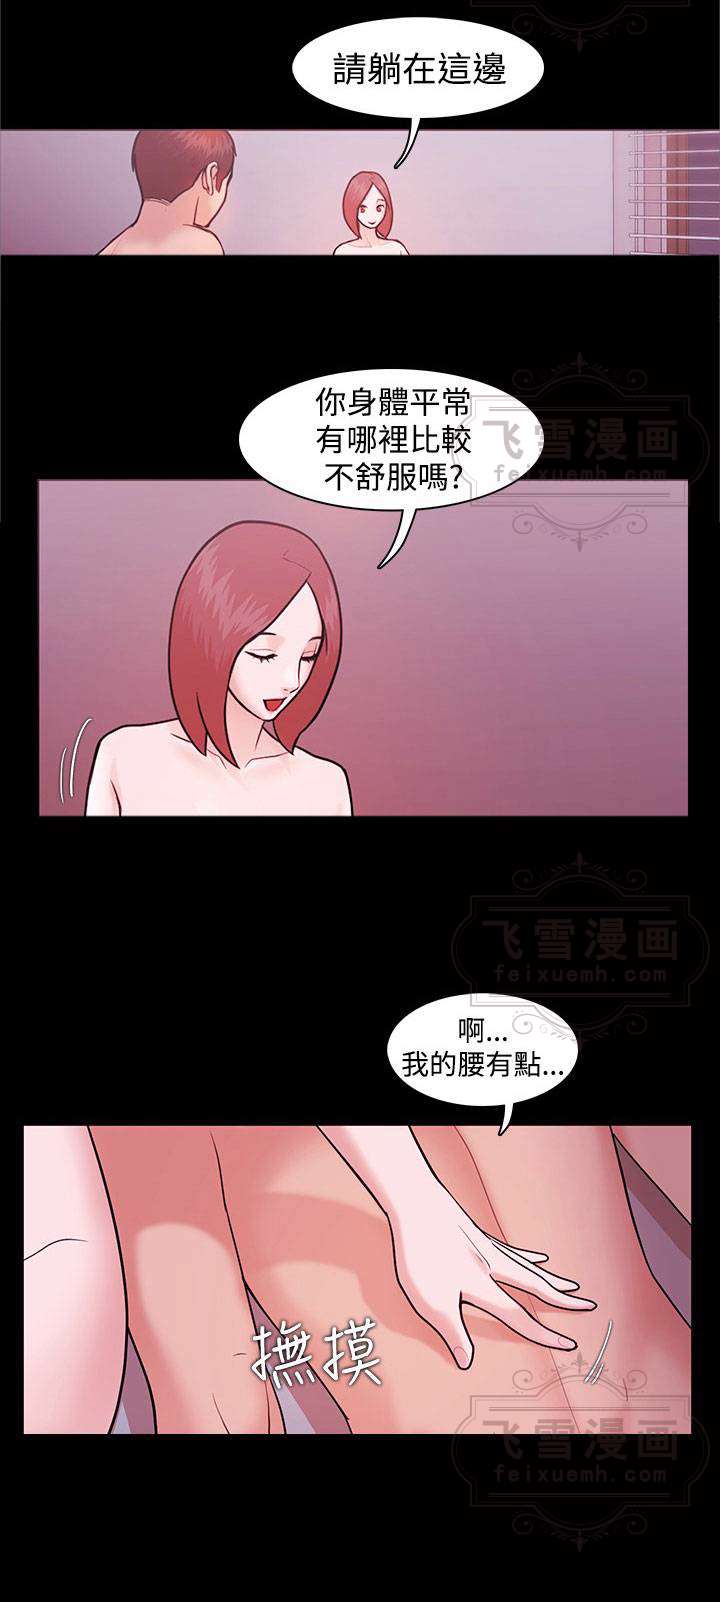 請躺在這邊
你身體平常
有哪裡比較
不舒服嗎?
飞雪漫画
feixuemh.com
飞雪漫画
feixuemh.com
啊...
我的腰有點...
撫摸
飞雪漫画
feixuemh.com